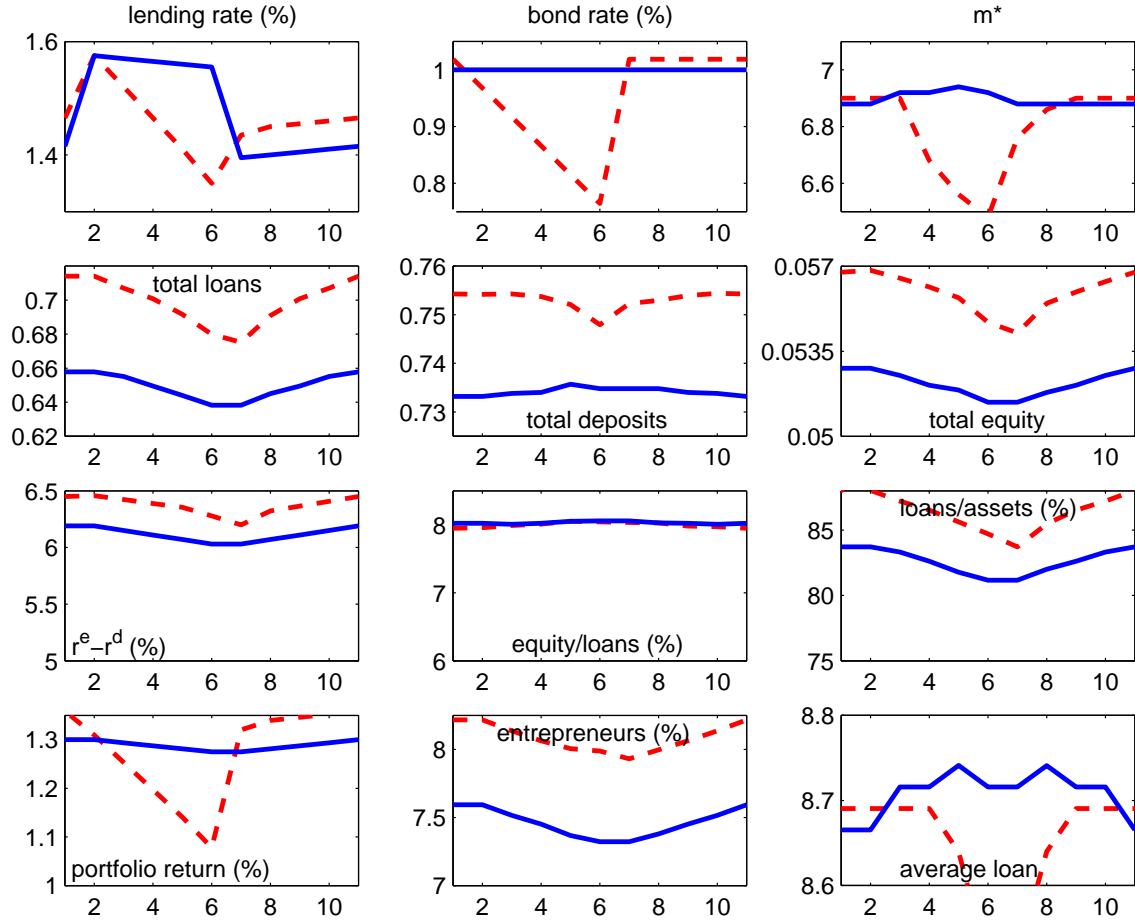 lending rate (%)
bond rate (%)
m*
1.6
1.4
2 4 6 8 10
1
0.9
0.8
2 4 6 8 10
7
6.8
6.6
2 4 6 8 10
total loans
0.7
0.68
0.66
0.64
0.62
2 4 6 8 10
0.76
0.75
0.74
0.73
total deposits
2 4 6 8 10
0.057
0.0535
0.05
total equity
2 4 6 8 10
6.5
6
5.5
5
r^e−r^d (%)
2 4 6 8 10
8
7
6
equity/loans (%)
2 4 6 8 10
loans/assets (%)
85
80
75
2 4 6 8 10
1.3
1.2
1.1
1
portfolio return (%)
2 4 6 8 10
entrepreneurs (%)
8
7.5
7
2 4 6 8 10
8.8
8.7
8.6
average loan
2 4 6 8 10